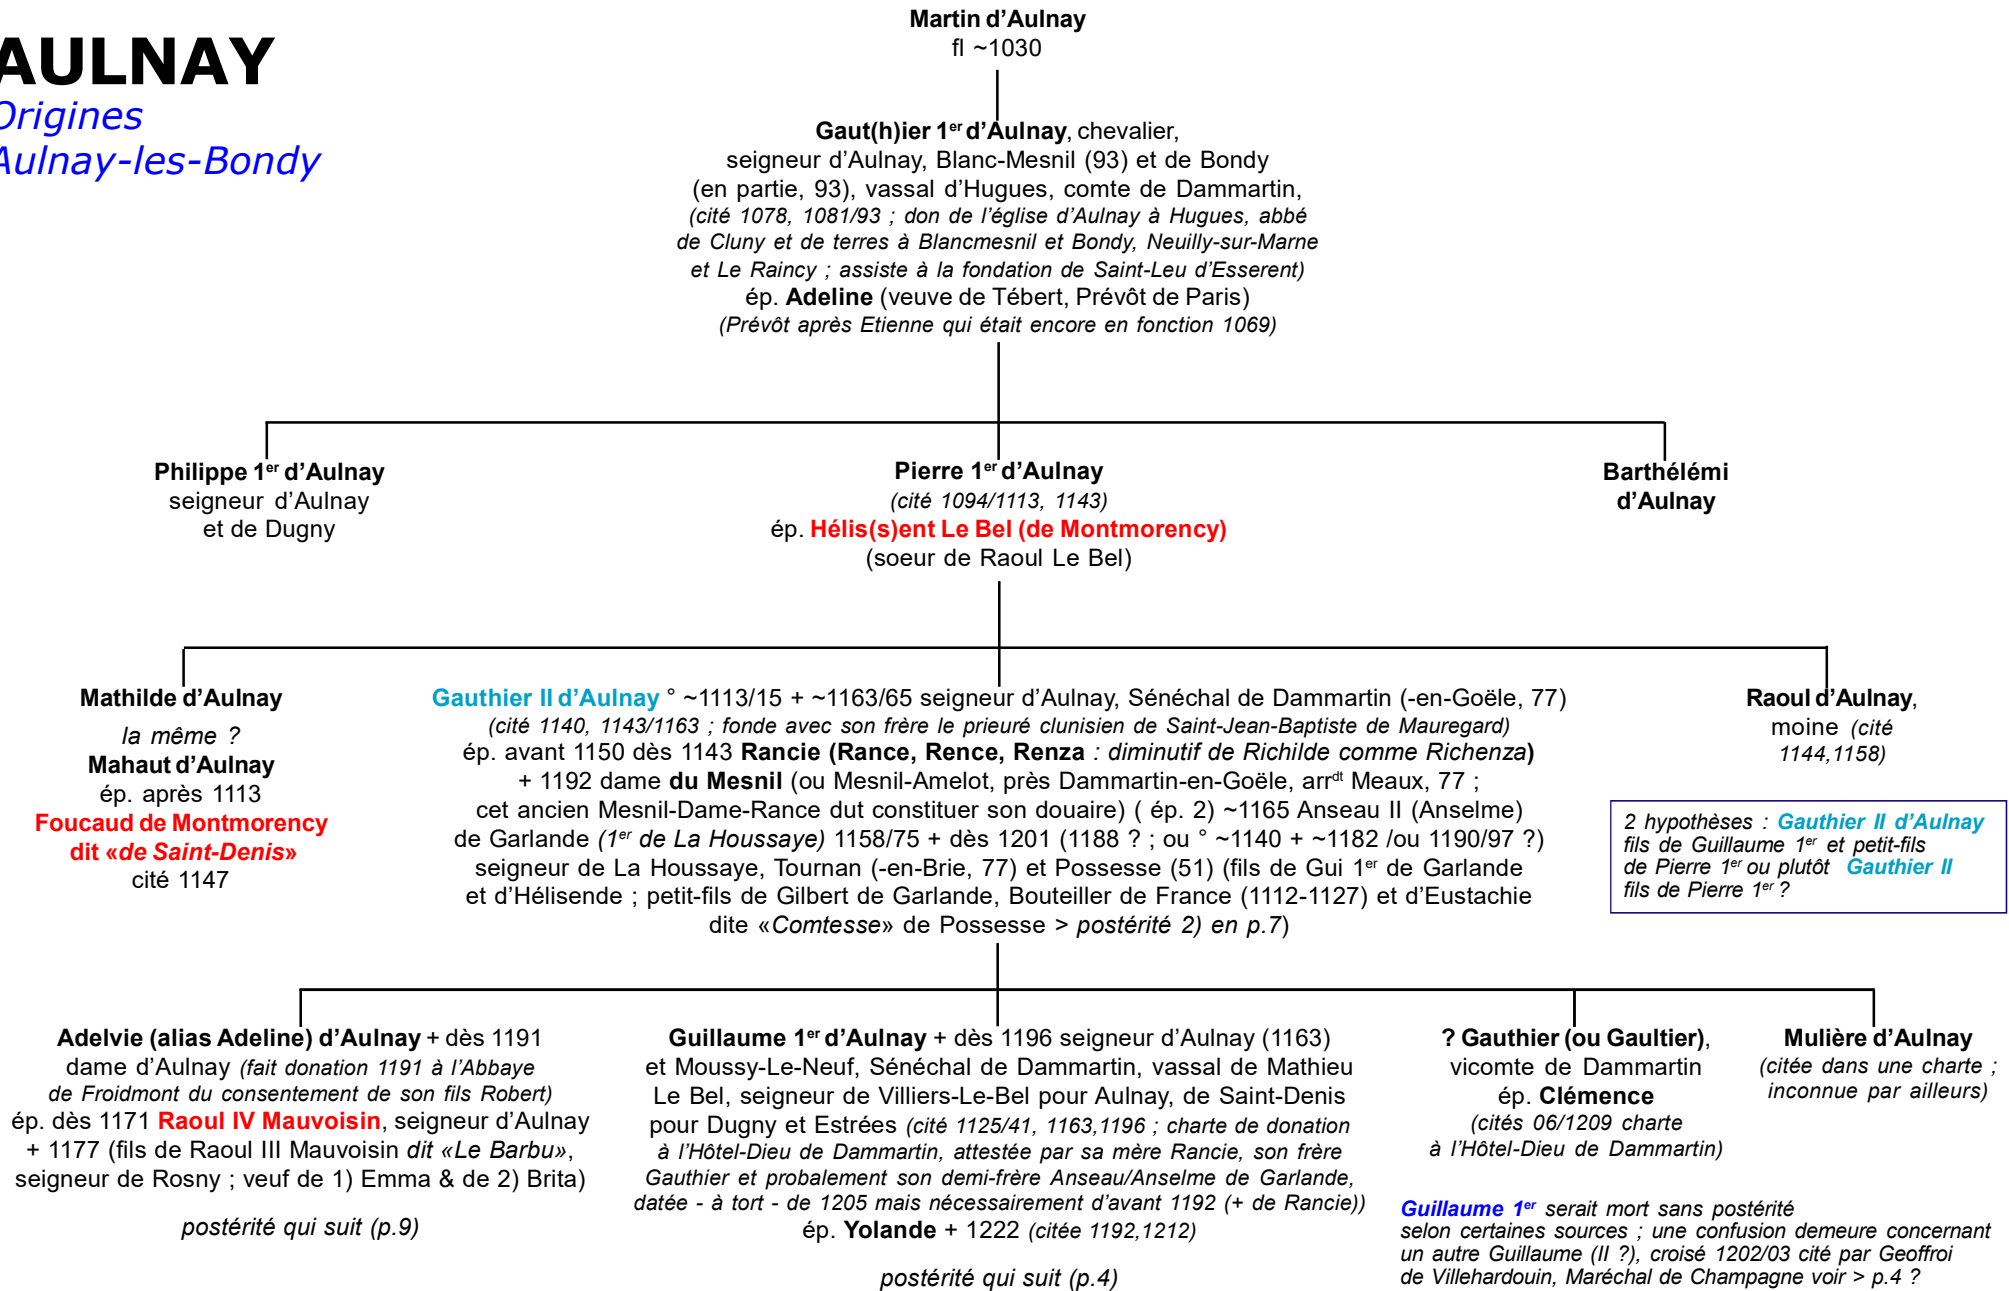 AULNAY
Origines
Aulnay-les-Bondy
Martin d’Aulnay
fl ~1030
Gaut(h)ier 1er d’Aulnay, chevalier,
seigneur d’Aulnay, Blanc-Mesnil (93) et de Bondy
(en partie, 93), vassal d’Hugues, comte de Dammartin,
(cité 1078, 1081/93 ; don de l’église d’Aulnay à Hugues, abbé
de Cluny et de terres à Blancmesnil et Bondy, Neuilly-sur-Marne
et Le Raincy ; assiste à la fondation de Saint-Leu d’Esserent)
ép. Adeline (veuve de Tébert, Prévôt de Paris)
(Prévôt après Etienne qui était encore en fonction 1069)
Philippe 1er d’Aulnay
seigneur d’Aulnay
et de Dugny
Pierre 1er d’Aulnay
(cité 1094/1113, 1143)
ép. Hélis(s)ent Le Bel (de Montmorency)
(soeur de Raoul Le Bel)
Barthélémi
d’Aulnay
Mathilde d’Aulnay
la même ?
Mahaut d’Aulnay
ép. après 1113
Foucaud de Montmorency
dit «de Saint-Denis»
cité 1147
Gauthier II d’Aulnay ° ~1113/15 + ~1163/65 seigneur d’Aulnay, Sénéchal de Dammartin (-en-Goële, 77)
(cité 1140, 1143/1163 ; fonde avec son frère le prieuré clunisien de Saint-Jean-Baptiste de Mauregard)
ép. avant 1150 dès 1143 Rancie (Rance, Rence, Renza : diminutif de Richilde comme Richenza)
+ 1192 dame du Mesnil (ou Mesnil-Amelot, près Dammartin-en-Goële, arrdt Meaux, 77 ;
cet ancien Mesnil-Dame-Rance dut constituer son douaire) ( ép. 2) ~1165 Anseau II (Anselme)
de Garlande (1er de La Houssaye) 1158/75 + dès 1201 (1188 ? ; ou ° ~1140 + ~1182 /ou 1190/97 ?)
seigneur de La Houssaye, Tournan (-en-Brie, 77) et Possesse (51) (fils de Gui 1er de Garlande
et d’Hélisende ; petit-fils de Gilbert de Garlande, Bouteiller de France (1112-1127) et d’Eustachie
dite «Comtesse» de Possesse > postérité 2) en p.7)
Raoul d’Aulnay,
moine (cité
1144,1158)
2 hypothèses : Gauthier II d’Aulnay
fils de Guillaume 1er et petit-fils
de Pierre 1er ou plutôt Gauthier II
fils de Pierre 1er ?
Adelvie (alias Adeline) d’Aulnay + dès 1191
dame d’Aulnay (fait donation 1191 à l’Abbaye
de Froidmont du consentement de son fils Robert)
ép. dès 1171 Raoul IV Mauvoisin, seigneur d’Aulnay
+ 1177 (fils de Raoul III Mauvoisin dit «Le Barbu»,
seigneur de Rosny ; veuf de 1) Emma & de 2) Brita)
postérité qui suit (p.9)
Guillaume 1er d’Aulnay + dès 1196 seigneur d’Aulnay (1163)
et Moussy-Le-Neuf, Sénéchal de Dammartin, vassal de Mathieu
Le Bel, seigneur de Villiers-Le-Bel pour Aulnay, de Saint-Denis
pour Dugny et Estrées (cité 1125/41, 1163,1196 ; charte de donation
à l’Hôtel-Dieu de Dammartin, attestée par sa mère Rancie, son frère
Gauthier et probalement son demi-frère Anseau/Anselme de Garlande,
datée - à tort - de 1205 mais nécessairement d’avant 1192 (+ de Rancie))
ép. Yolande + 1222 (citée 1192,1212)
postérité qui suit (p.4)
? Gauthier (ou Gaultier),
vicomte de Dammartin
ép. Clémence
(cités 06/1209 charte
à l’Hôtel-Dieu de Dammartin)
Mulière d’Aulnay
(citée dans une charte ;
inconnue par ailleurs)
Guillaume 1er serait mort sans postérité
selon certaines sources ; une confusion demeure concernant
un autre Guillaume (II ?), croisé 1202/03 cité par Geoffroi
de Villehardouin, Maréchal de Champagne voir > p.4 ?